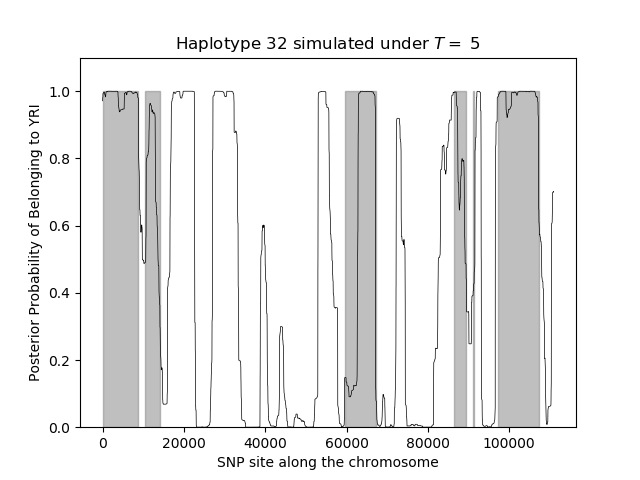 Haplotype 32 simulated under T = 5
Posterior Probability of Belonging to YRI
1.0
0.8
0.6
0.4
0.2
0.0
0 20000 40000 60000 80000 100000
SNP site along the chromosome